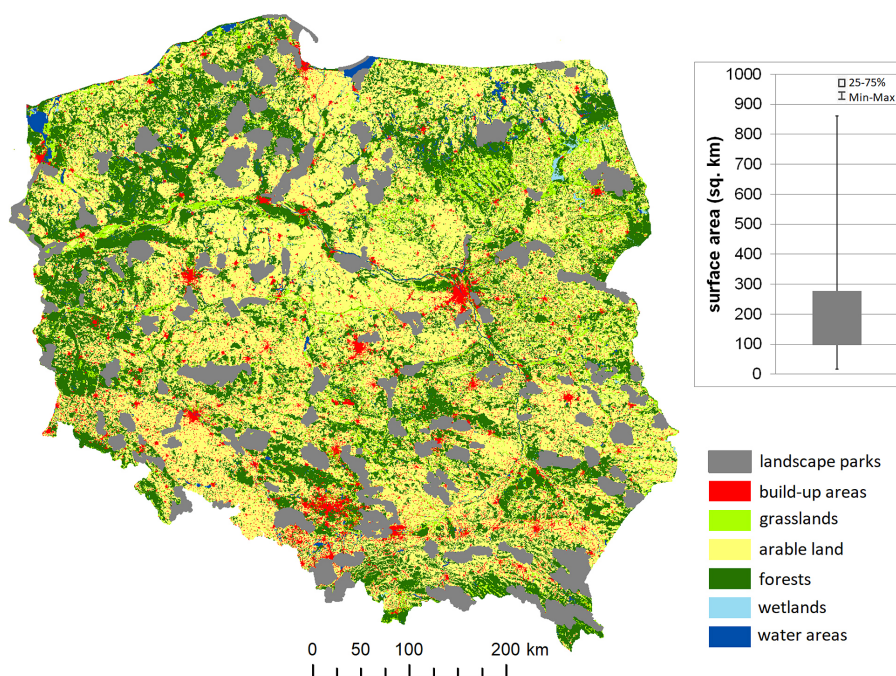 1000
25-75%
Min-Max
900
800
700
600
500
400
300
200
100
0
surface area (sq. km)
landscape parks
build-up areas
grasslands
arable land
forests
wetlands
water areas
0 50 100 200 km